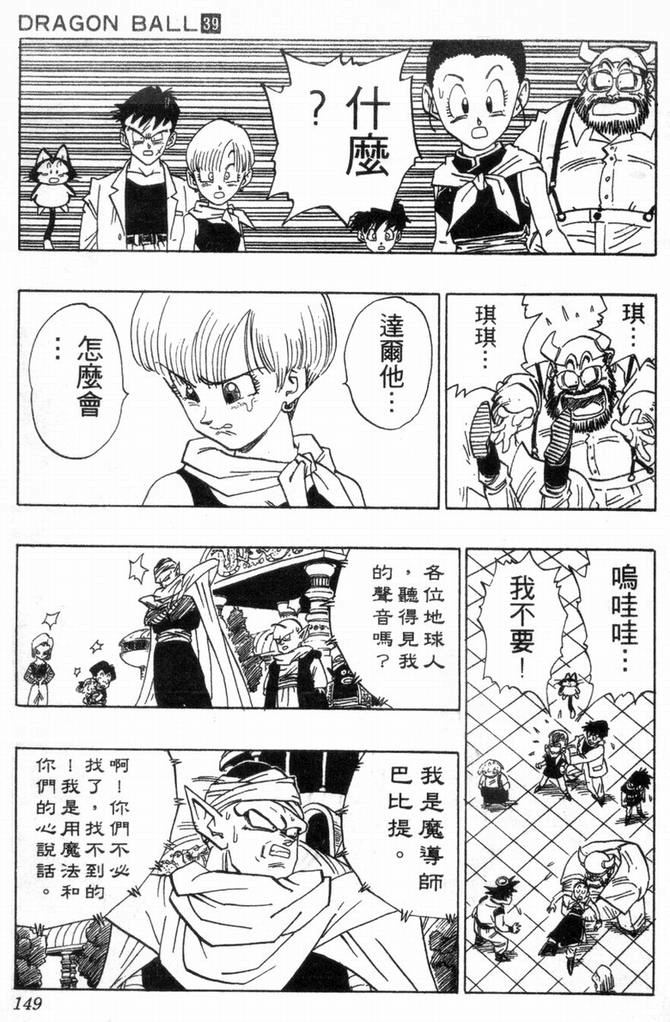 DRAGON BALL 39
什麼
？
琪…
琪琪…
達爾他…
怎麼會
…
嗚哇哇…
我不要！
各位地球人
，聽得見我
的聲音嗎？
我是魔導師
巴比提。
啊！你們不必
找了，找不到的
！我是用魔法和
你們的心說話。
149